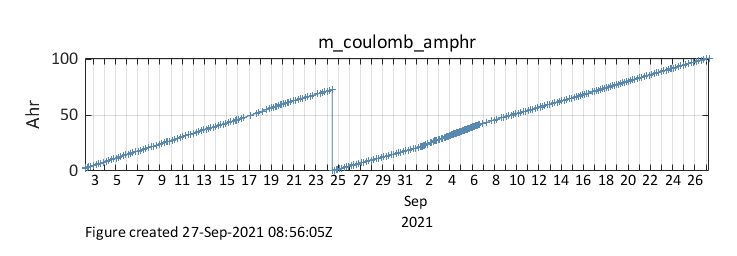 m_coulomb_amphr
100
50
0
Ahr
3 5 7 9 11 13 15 17 19 21 23 25 27 29 31 2 4 6 8 10 12 14 16 18 20 22 24 26
Sep
2021
Figure created 27-Sep-2021 08:56:05Z